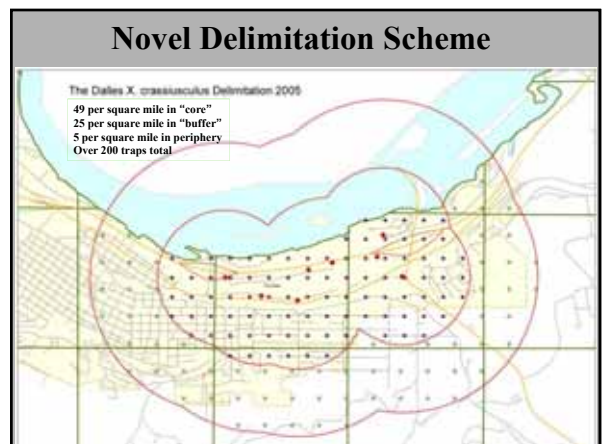 Novel Delimitation Scheme
The Dalles X. crassiusculus Delimitation 2005
49 per square mile in “core”
25 per square mile in “buffer”
5 per square mile in periphery
Over 200 traps total